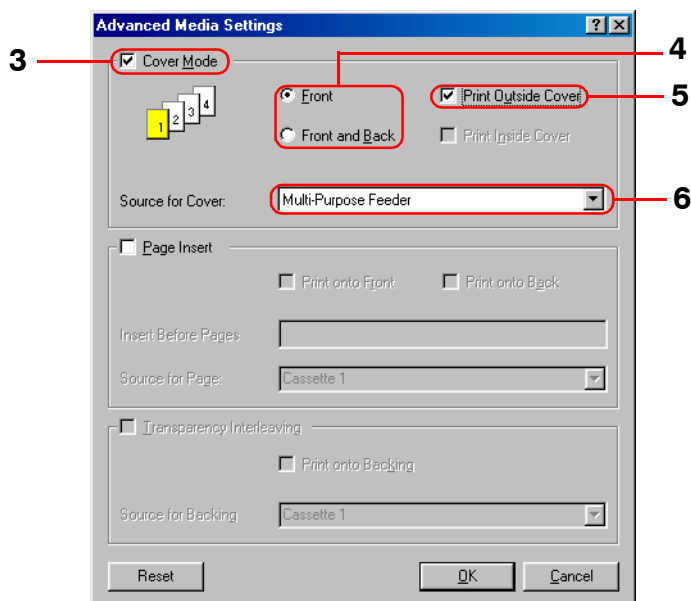 Advanced Media Settings
3
Cover Mode
4
Front
Print Outside Cover
5
1 2 3 4
Front and Back
Print Inside Cover
Source for Cover:
Multi-Purpose Feeder
6
Page Insert
Print onto Front
Print onto Back
Insert Before Pages
Source for Page:
Cassette 1
Transparency Interleaving
Print onto Backing
Source for Backing
Cassette 1
Reset
OK
Cancel